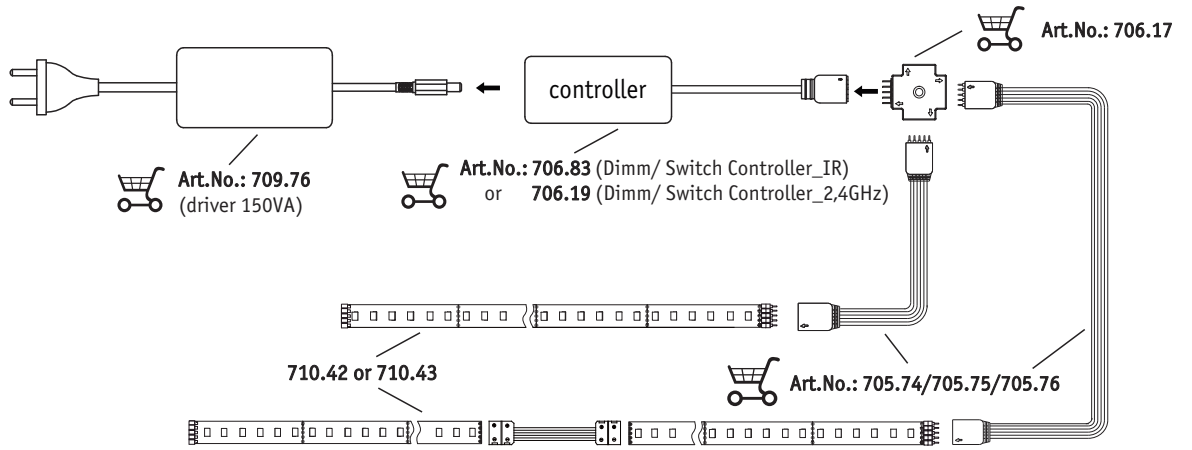 Art.No.: 706.17
controller
Art.No.: 709.76
(driver 150VA)
Art.No.: 706.83 (Dimm/ Switch Controller_IR)
or 706.19 (Dimm/ Switch Controller_2,4GHz)
710.42 or 710.43
Art.No.: 705.74/705.75/705.76